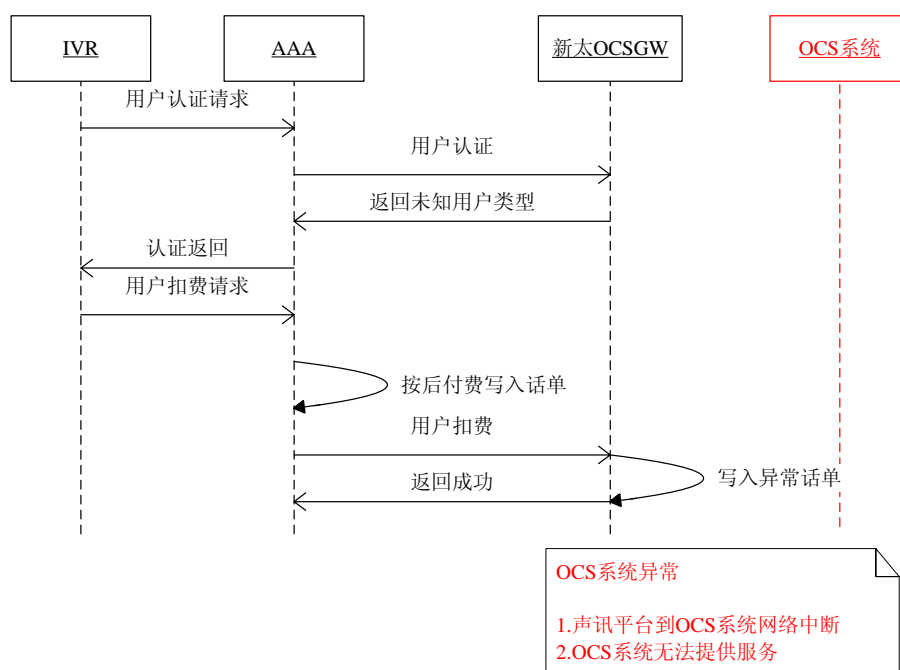 IVR
AAA
新太OCSGW
OCS系统
用户认证请求
用户认证
返回未知用户类型
认证返回
用户扣费请求
按后付费写入话单
用户扣费
返回成功
写入异常话单
OCS系统异常
1.声讯平台到OCS系统网络中断
2.OCS系统无法提供服务